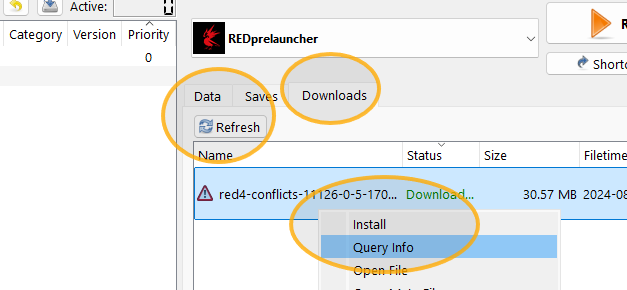 Active: 0
Category Version Priority
0
REDprelauncher
R
Shortc
Data Saves Downloads
Refresh
Name Status Size Filetime
red4-conflicts-11126-0-5-170... Download... 30.57 MB 2024-08
Install
Query Info
Open File